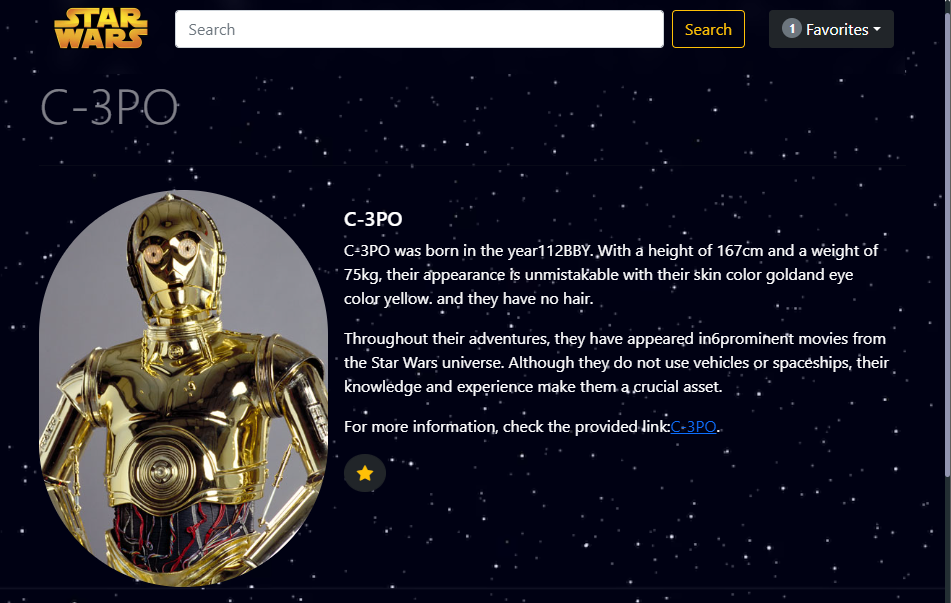 STAR
WARS
Search
Search
1 Favorites
C-3PO
C-3PO
C-3PO was born in the year112BBY. With a height of 167cm and a weight of
75kg, their appearance is unmistakable with their skin color goldand eye
color yellow. and they have no hair.
Throughout their adventures, they have appeared in6prominent movies from
the Star Wars universe. Although they do not use vehicles or spaceships, their
knowledge and experience make them a crucial asset.
For more information, check the provided link:C-3PO.